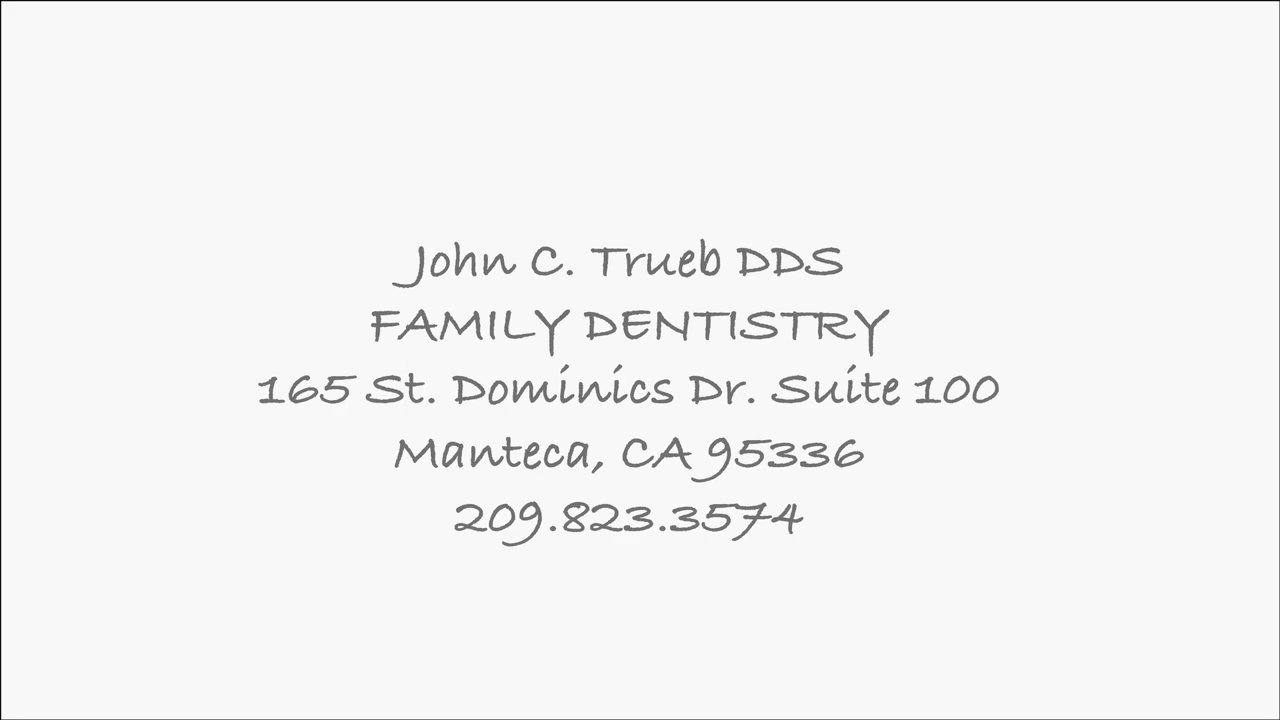 John C. Trueb DDS
FAMILY DENTISTRY
165 St. Dominics Dr. Suite 100
Manteca, CA 95336
209.823.3574